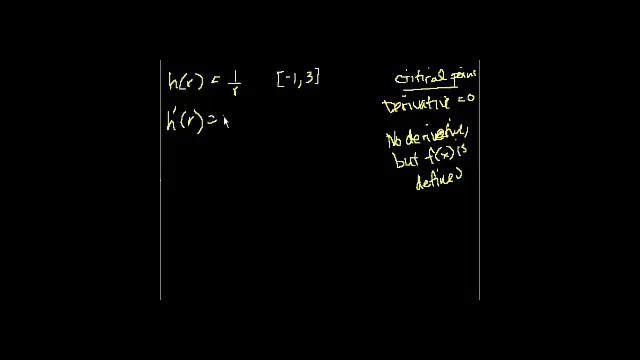 h(r) = 1/r [-1,3]
h'(r) =
critical points
Derivative = 0
No derivative,
but f(x) is
defined